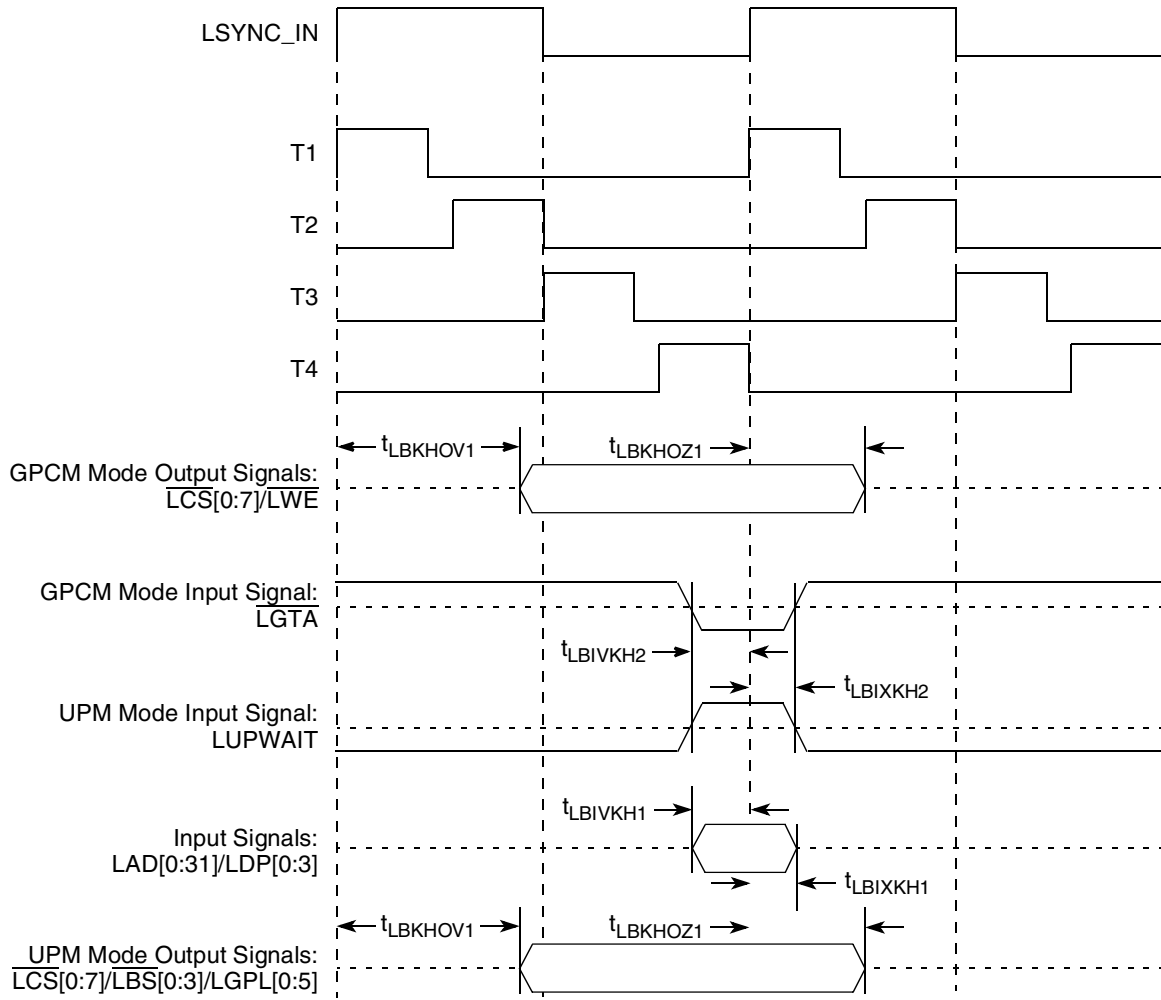 LSYNC_IN
T1
T2
T3
T4
tLBKHOV1
tLBKHOZ1
GPCM Mode Output Signals:
LCS[0:7]/LWE
GPCM Mode Input Signal:
LGTA
tLBIVKH2
tLBIXKH2
UPM Mode Input Signal:
LUPWAIT
tLBIVKH1
Input Signals:
LAD[0:31]/LDP[0:3]
tLBIXKH1
tLBKHOV1
tLBKHOZ1
UPM Mode Output Signals:
LCS[0:7]/LBS[0:3]/LGPL[0:5]